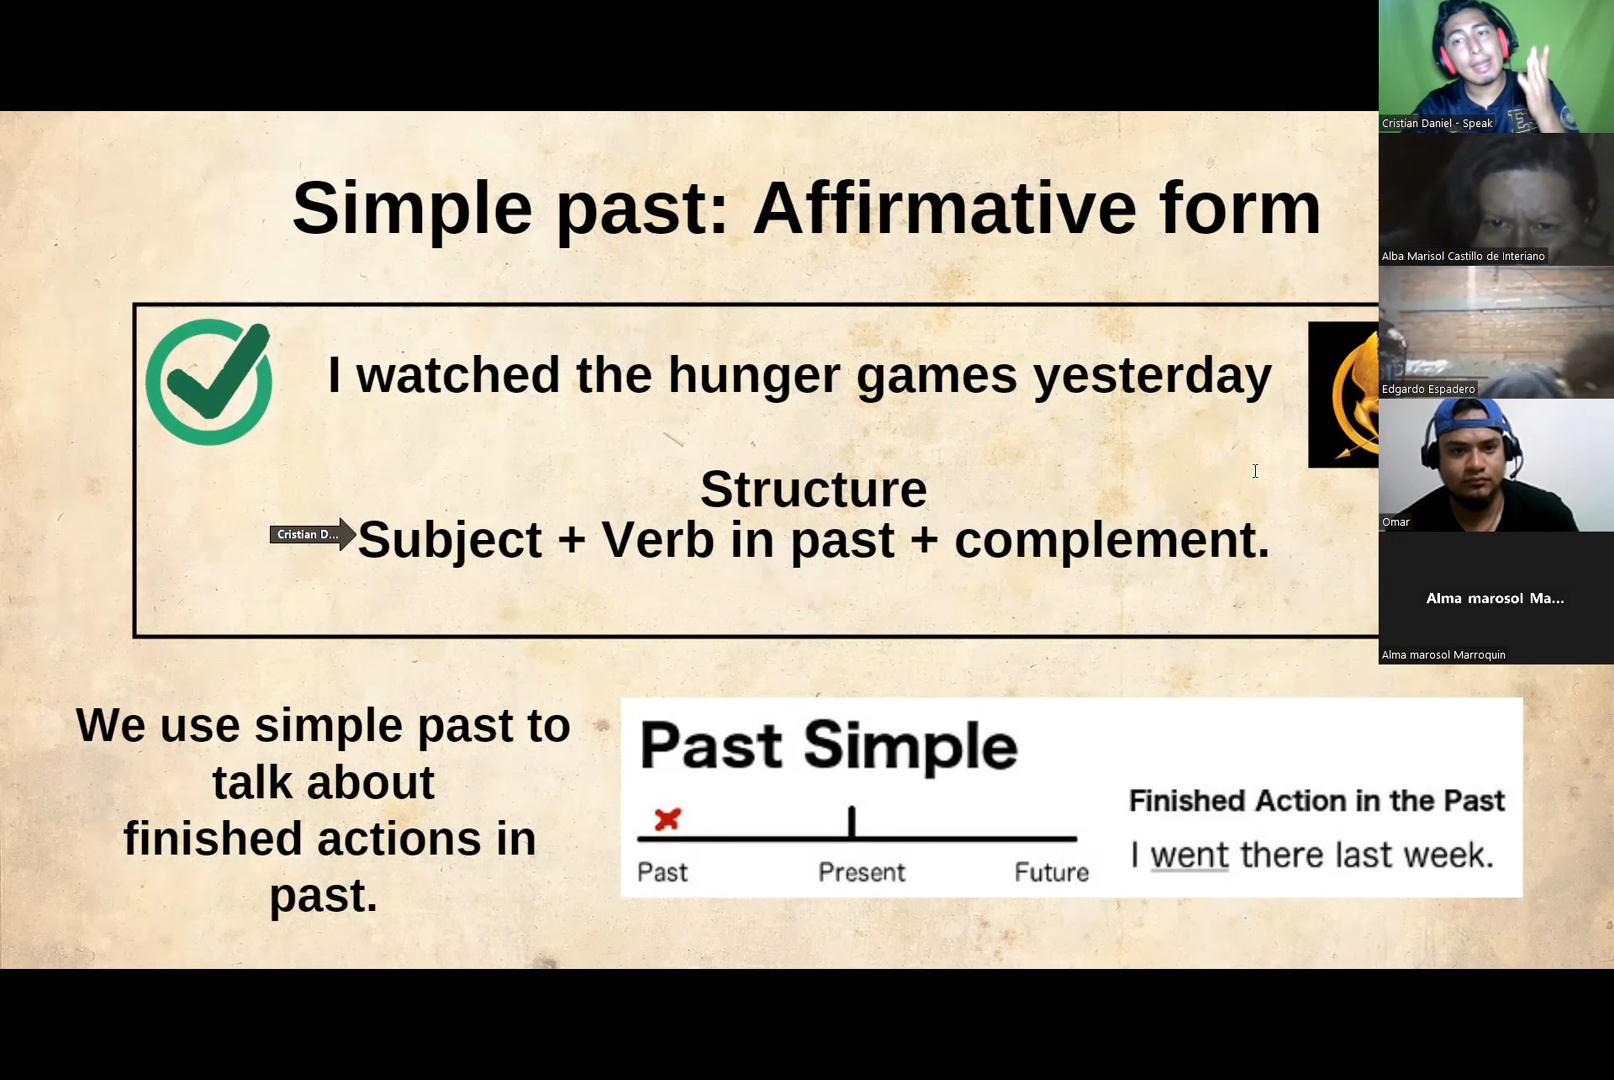 Simple past: Affirmative form
I watched the hunger games yesterday
Structure
Cristian D...
Subject + Verb in past + complement.
We use simple past to
talk about
finished actions in
past.
Past Simple
Past
Present
Future
Finished Action in the Past
I went there last week.
Cristian Daniel - Speak
Alba Marisol Castillo de Interiano
Edgardo Espadero
Omar
Alma marosol Ma...
Alma marosol Marroquin